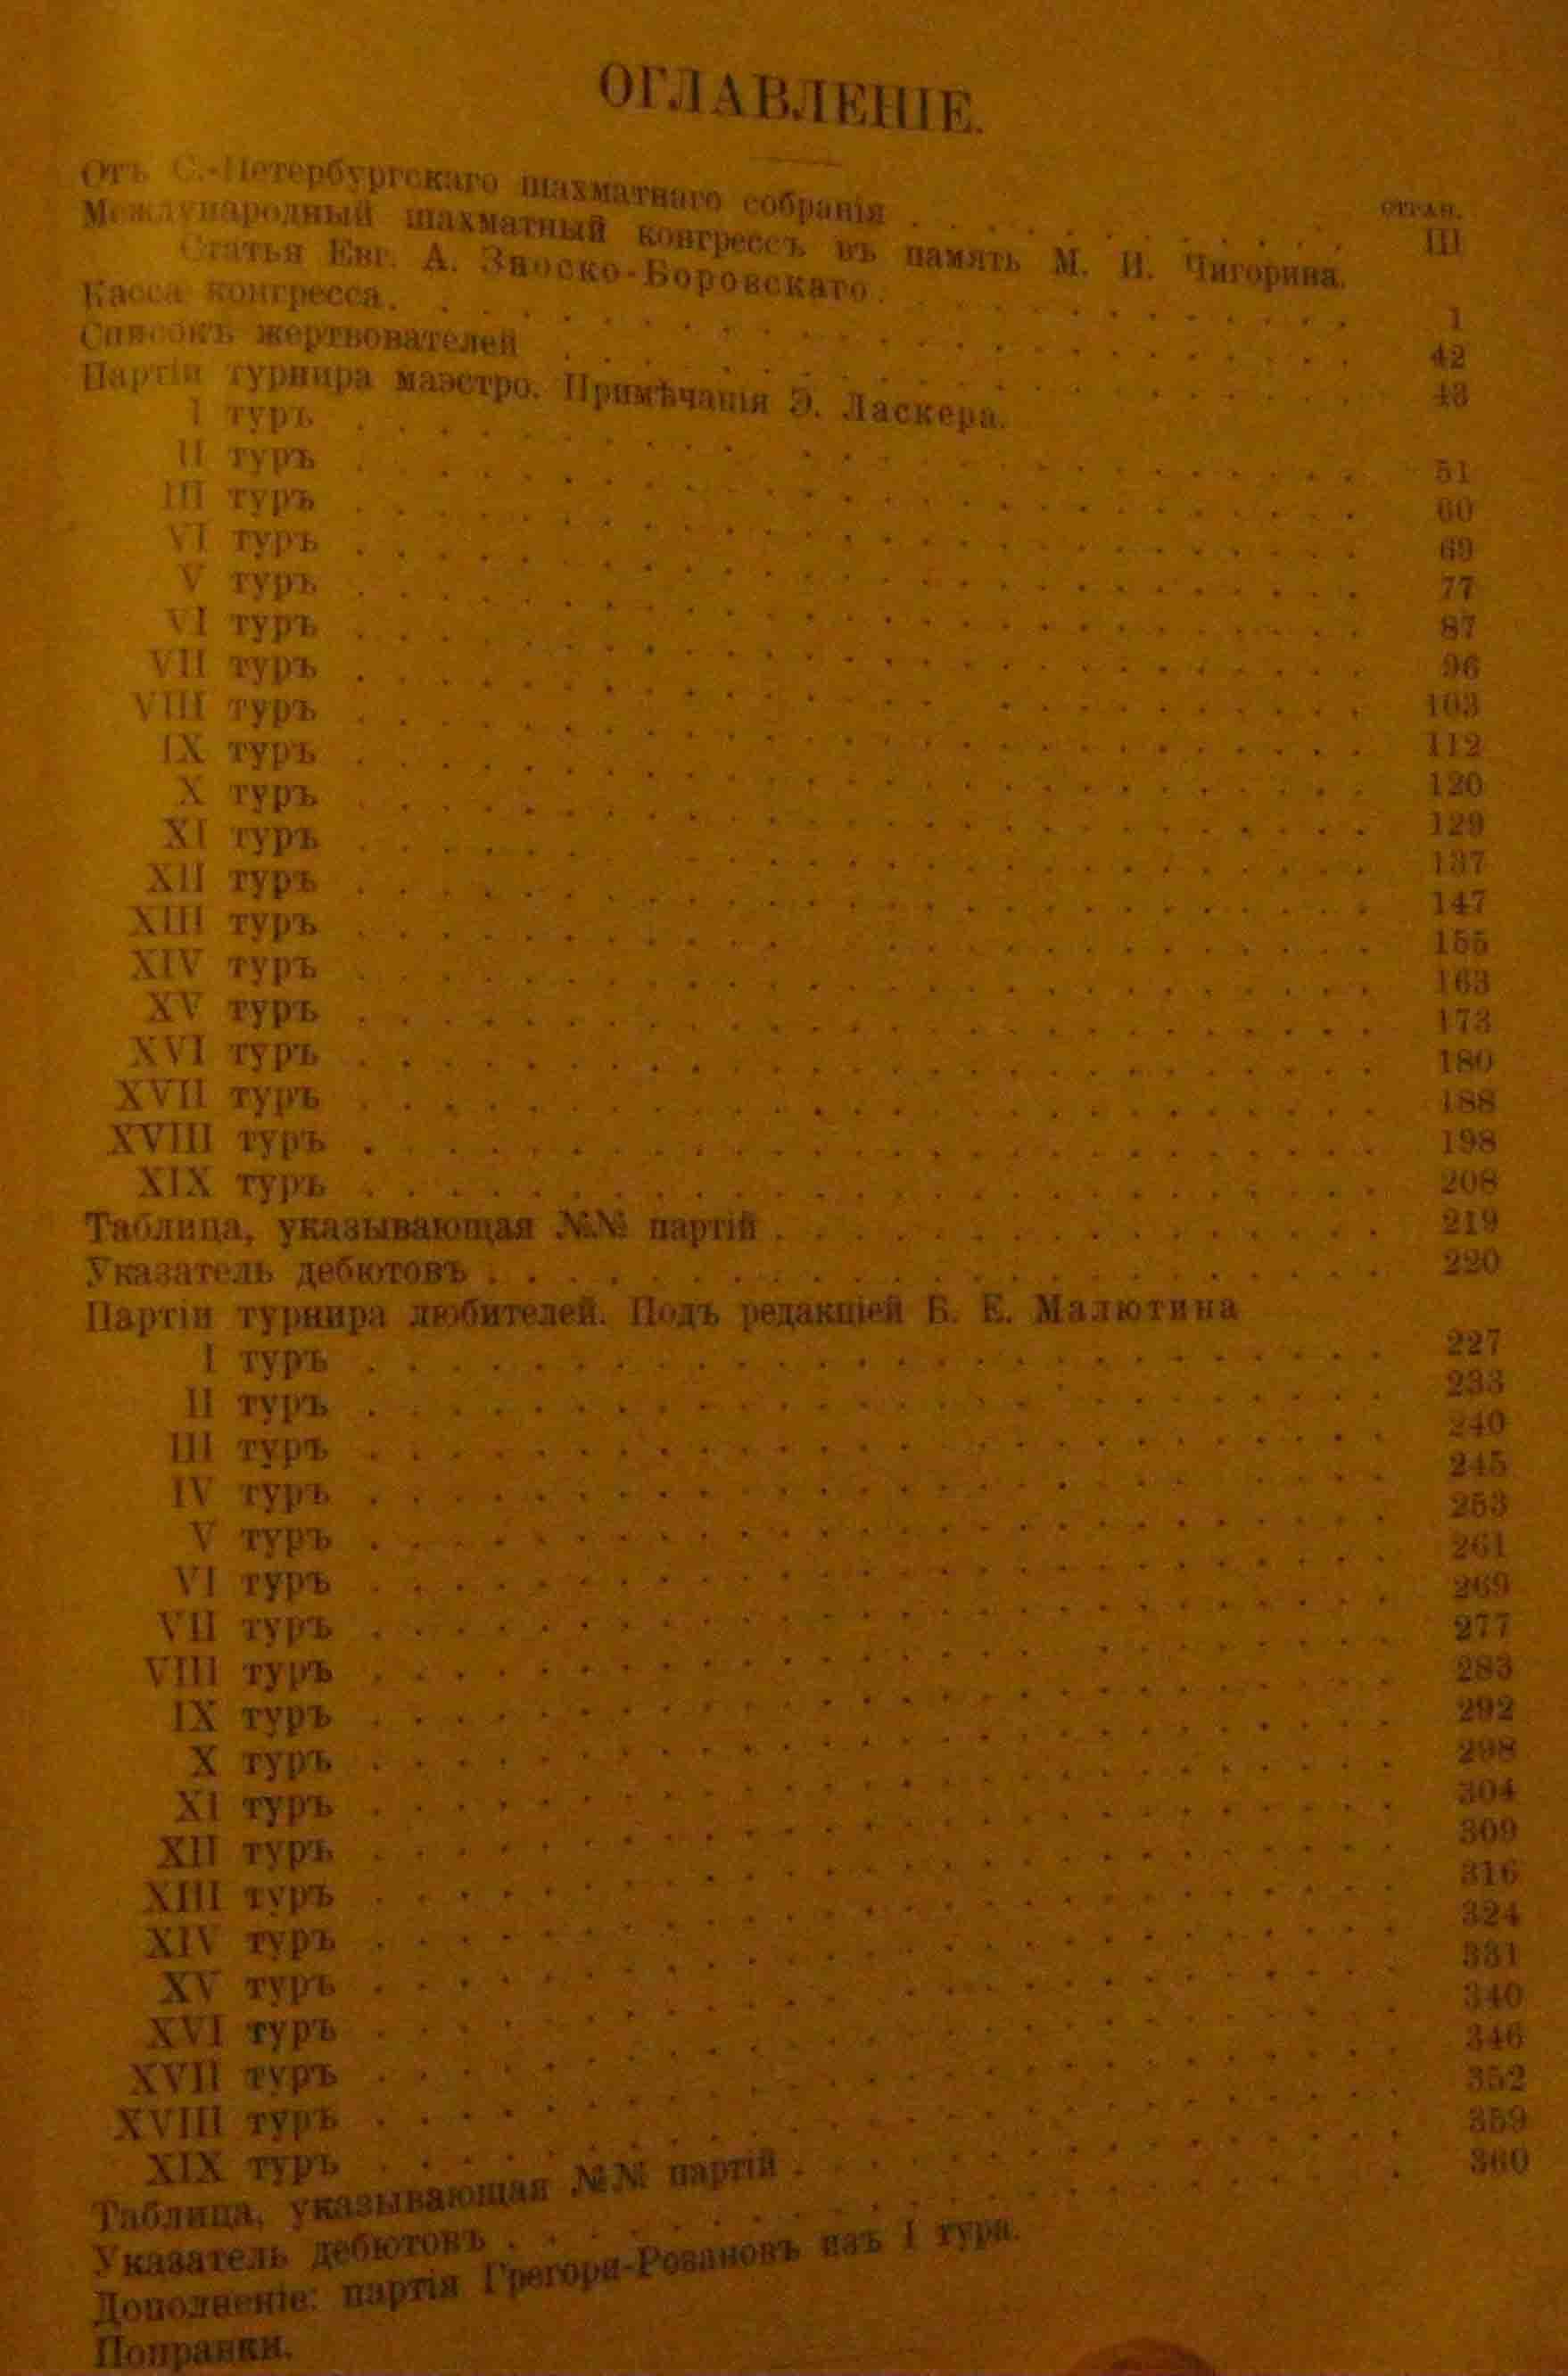 ОГЛАВЛЕНІЕ.
стран.
Отъ С.-Петербургскаго шахматнаго собранія . . . . . . . . . . III
Международный шахматный конгрессъ въ память М. И. Чигорина.
Статья Евг. А. Зноско-Боровскаго . . . . . . . . . . 1
Касса конгресса . . . . . . . . . . 42
Списокъ жертвователей . . . . . . . . . . 43
Партіи турнира маэстро. Примѣчанія Э. Ласкера.
I туръ . . . . . . . . . . 51
II туръ . . . . . . . . . . 60
III туръ . . . . . . . . . . 69
VI туръ . . . . . . . . . . 77
V туръ . . . . . . . . . . 87
VI туръ . . . . . . . . . . 96
VII туръ . . . . . . . . . . 103
VIII туръ . . . . . . . . . . 112
IX туръ . . . . . . . . . . 120
X туръ . . . . . . . . . . 129
XI туръ . . . . . . . . . . 137
XII туръ . . . . . . . . . . 147
XIII туръ . . . . . . . . . . 155
XIV туръ . . . . . . . . . . 163
XV туръ . . . . . . . . . . 173
XVI туръ . . . . . . . . . . 180
XVII туръ . . . . . . . . . . 188
XVIII туръ . . . . . . . . . . 198
XIX туръ . . . . . . . . . . 208
Таблица, указывающая №№ партій . . . . . . . . . . 219
Указатель дебютовъ . . . . . . . . . . 220
Партіи турнира любителей. Подъ редакціей Б. Е. Малютина
I туръ . . . . . . . . . . 227
II туръ . . . . . . . . . . 233
III туръ . . . . . . . . . . 240
IV туръ . . . . . . . . . . 245
V туръ . . . . . . . . . . 253
VI туръ . . . . . . . . . . 261
VII туръ . . . . . . . . . . 269
VIII туръ . . . . . . . . . . 277
IX туръ . . . . . . . . . . 283
X туръ . . . . . . . . . . 292
XI туръ . . . . . . . . . . 298
XII туръ . . . . . . . . . . 304
XIII туръ . . . . . . . . . . 309
XIV туръ . . . . . . . . . . 316
XV туръ . . . . . . . . . . 324
XVI туръ . . . . . . . . . . 331
XVII туръ . . . . . . . . . . 340
XVIII туръ . . . . . . . . . . 346
XIX туръ . . . . . . . . . . 352
Таблица, указывающая №№ партій . . . . . . . . . . 359
Указатель дебютовъ . . . . . . . . . . 360
Дополненіе: партія Грегори-Розановъ изъ I тура.
Поправки.